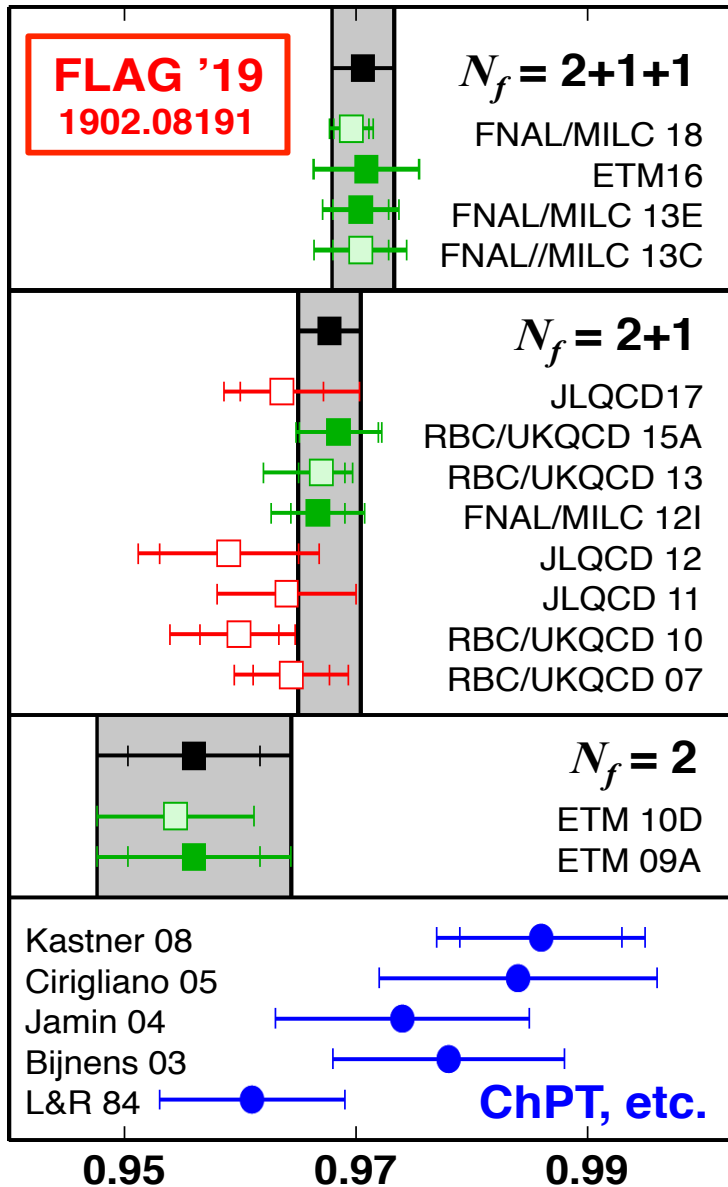 FLAG ’19
1902.08191
N_f = 2+1+1
FNAL/MILC 18
ETM16
FNAL/MILC 13E
FNAL//MILC 13C
N_f = 2+1
JLQCD17
RBC/UKQCD 15A
RBC/UKQCD 13
FNAL/MILC 12I
JLQCD 12
JLQCD 11
RBC/UKQCD 10
RBC/UKQCD 07
N_f = 2
ETM 10D
ETM 09A
Kastner 08
Cirigliano 05
Jamin 04
Bijnens 03
L&R 84
ChPT, etc.
0.95 0.97 0.99